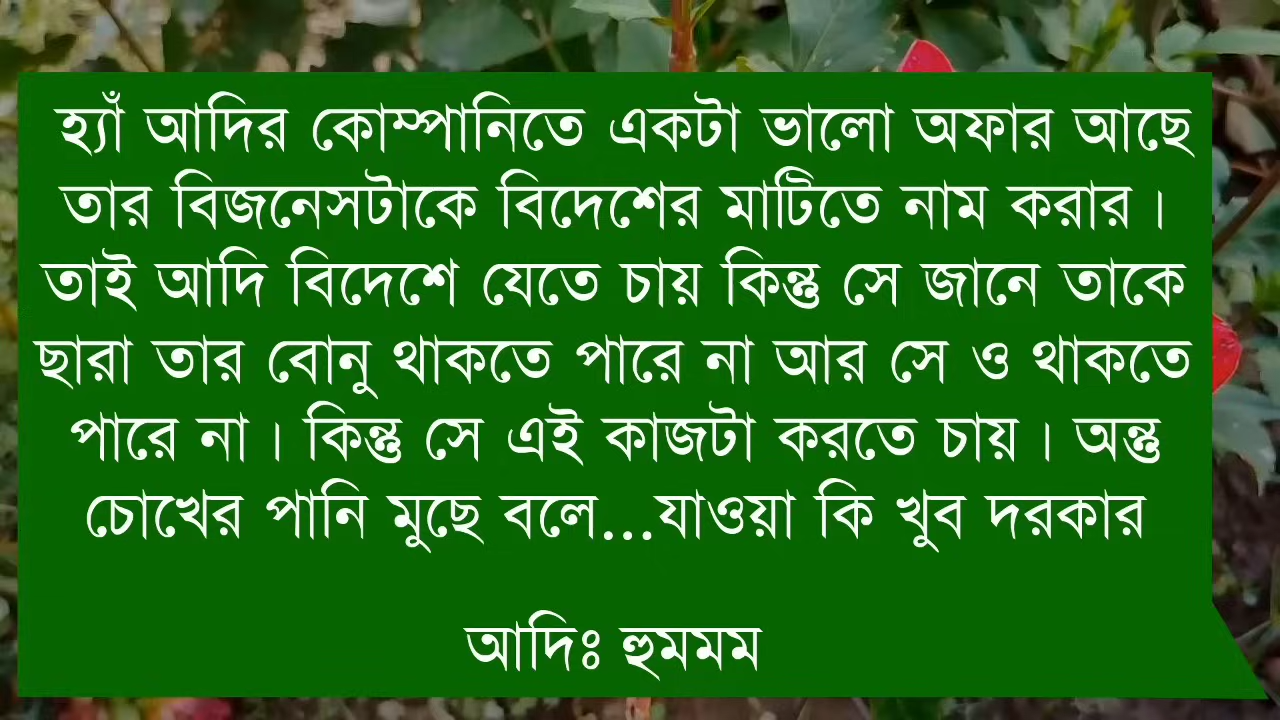 হ্যাঁ আদির কোম্পানিতে একটা ভালো অফার আছে
তার বিজনেসটাকে বিদেশের মাটিতে নাম করার।
তাই আদি বিদেশে যেতে চায় কিন্তু সে জানে তাকে
ছারা তার বোনু থাকতে পারে না আর সে ও থাকতে
পারে না। কিন্তু সে এই কাজটা করতে চায়। অন্তু
চোখের পানি মুছে বলে...যাওয়া কি খুব দরকার
আদিঃ হুমমম